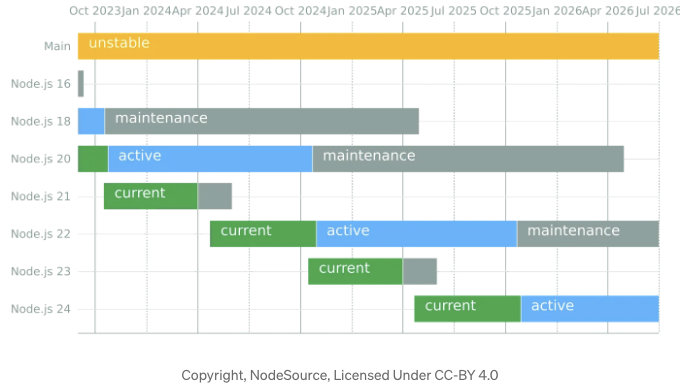 Oct 2023 Jan 2024 Apr 2024 Jul 2024 Oct 2024 Jan 2025 Apr 2025 Jul 2025 Oct 2025 Jan 2026 Apr 2026 Jul 2026
Main unstable
Node.js 16
Node.js 18 maintenance
Node.js 20 active maintenance
Node.js 21 current
Node.js 22 current active maintenance
Node.js 23 current
Node.js 24 current active
Copyright, NodeSource, Licensed Under CC-BY 4.0